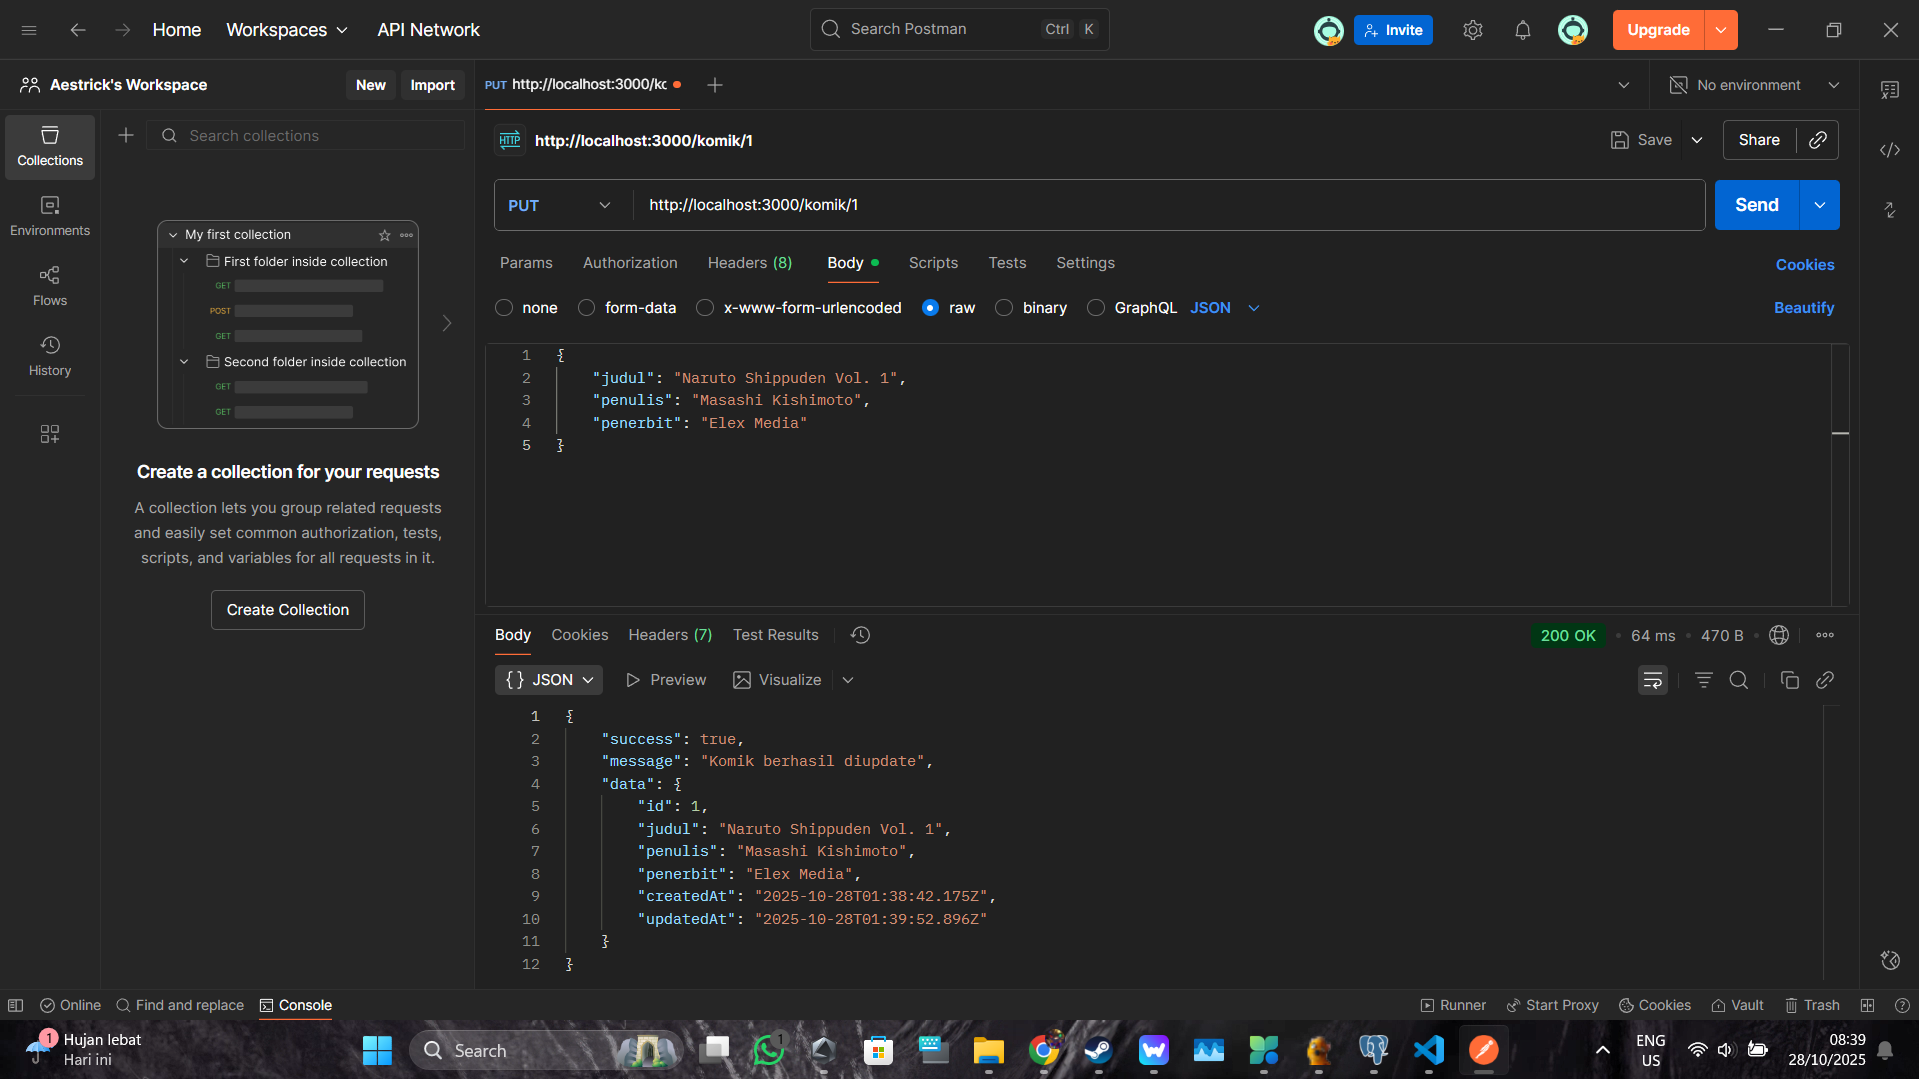 Home
Workspaces
API Network
Search Postman
Ctrl K
Invite
Upgrade
Aestrick's Workspace
New
Import
PUT http://localhost:3000/kc
No environment
Collections
Environments
Flows
History
Search collections
My first collection
First folder inside collection
GET
POST
GET
Second folder inside collection
GET
GET
Create a collection for your requests
A collection lets you group related requests
and easily set common authorization, tests,
scripts, and variables for all requests in it.
Create Collection
HTTP http://localhost:3000/komik/1
Save
Share
PUT
http://localhost:3000/komik/1
Send
Params Authorization Headers (8) Body Scripts Tests Settings
Cookies
none form-data x-www-form-urlencoded raw binary GraphQL JSON
Beautify
1 {
2 "judul": "Naruto Shippuden Vol. 1",
3 "penulis": "Masashi Kishimoto",
4 "penerbit": "Elex Media"
5 }
Body Cookies Headers (7) Test Results
200 OK • 64 ms • 470 B
{} JSON Preview Visualize
1 {
2 "success": true,
3 "message": "Komik berhasil diupdate",
4 "data": {
5 "id": 1,
6 "judul": "Naruto Shippuden Vol. 1",
7 "penulis": "Masashi Kishimoto",
8 "penerbit": "Elex Media",
9 "createdAt": "2025-10-28T01:38:42.175Z",
10 "updatedAt": "2025-10-28T01:39:52.896Z"
11 }
12 }
Online Find and replace Console
Runner Start Proxy Cookies Vault Trash
1
Hujan lebat
Hari ini
Search
1
ENG
US
08:39
28/10/2025